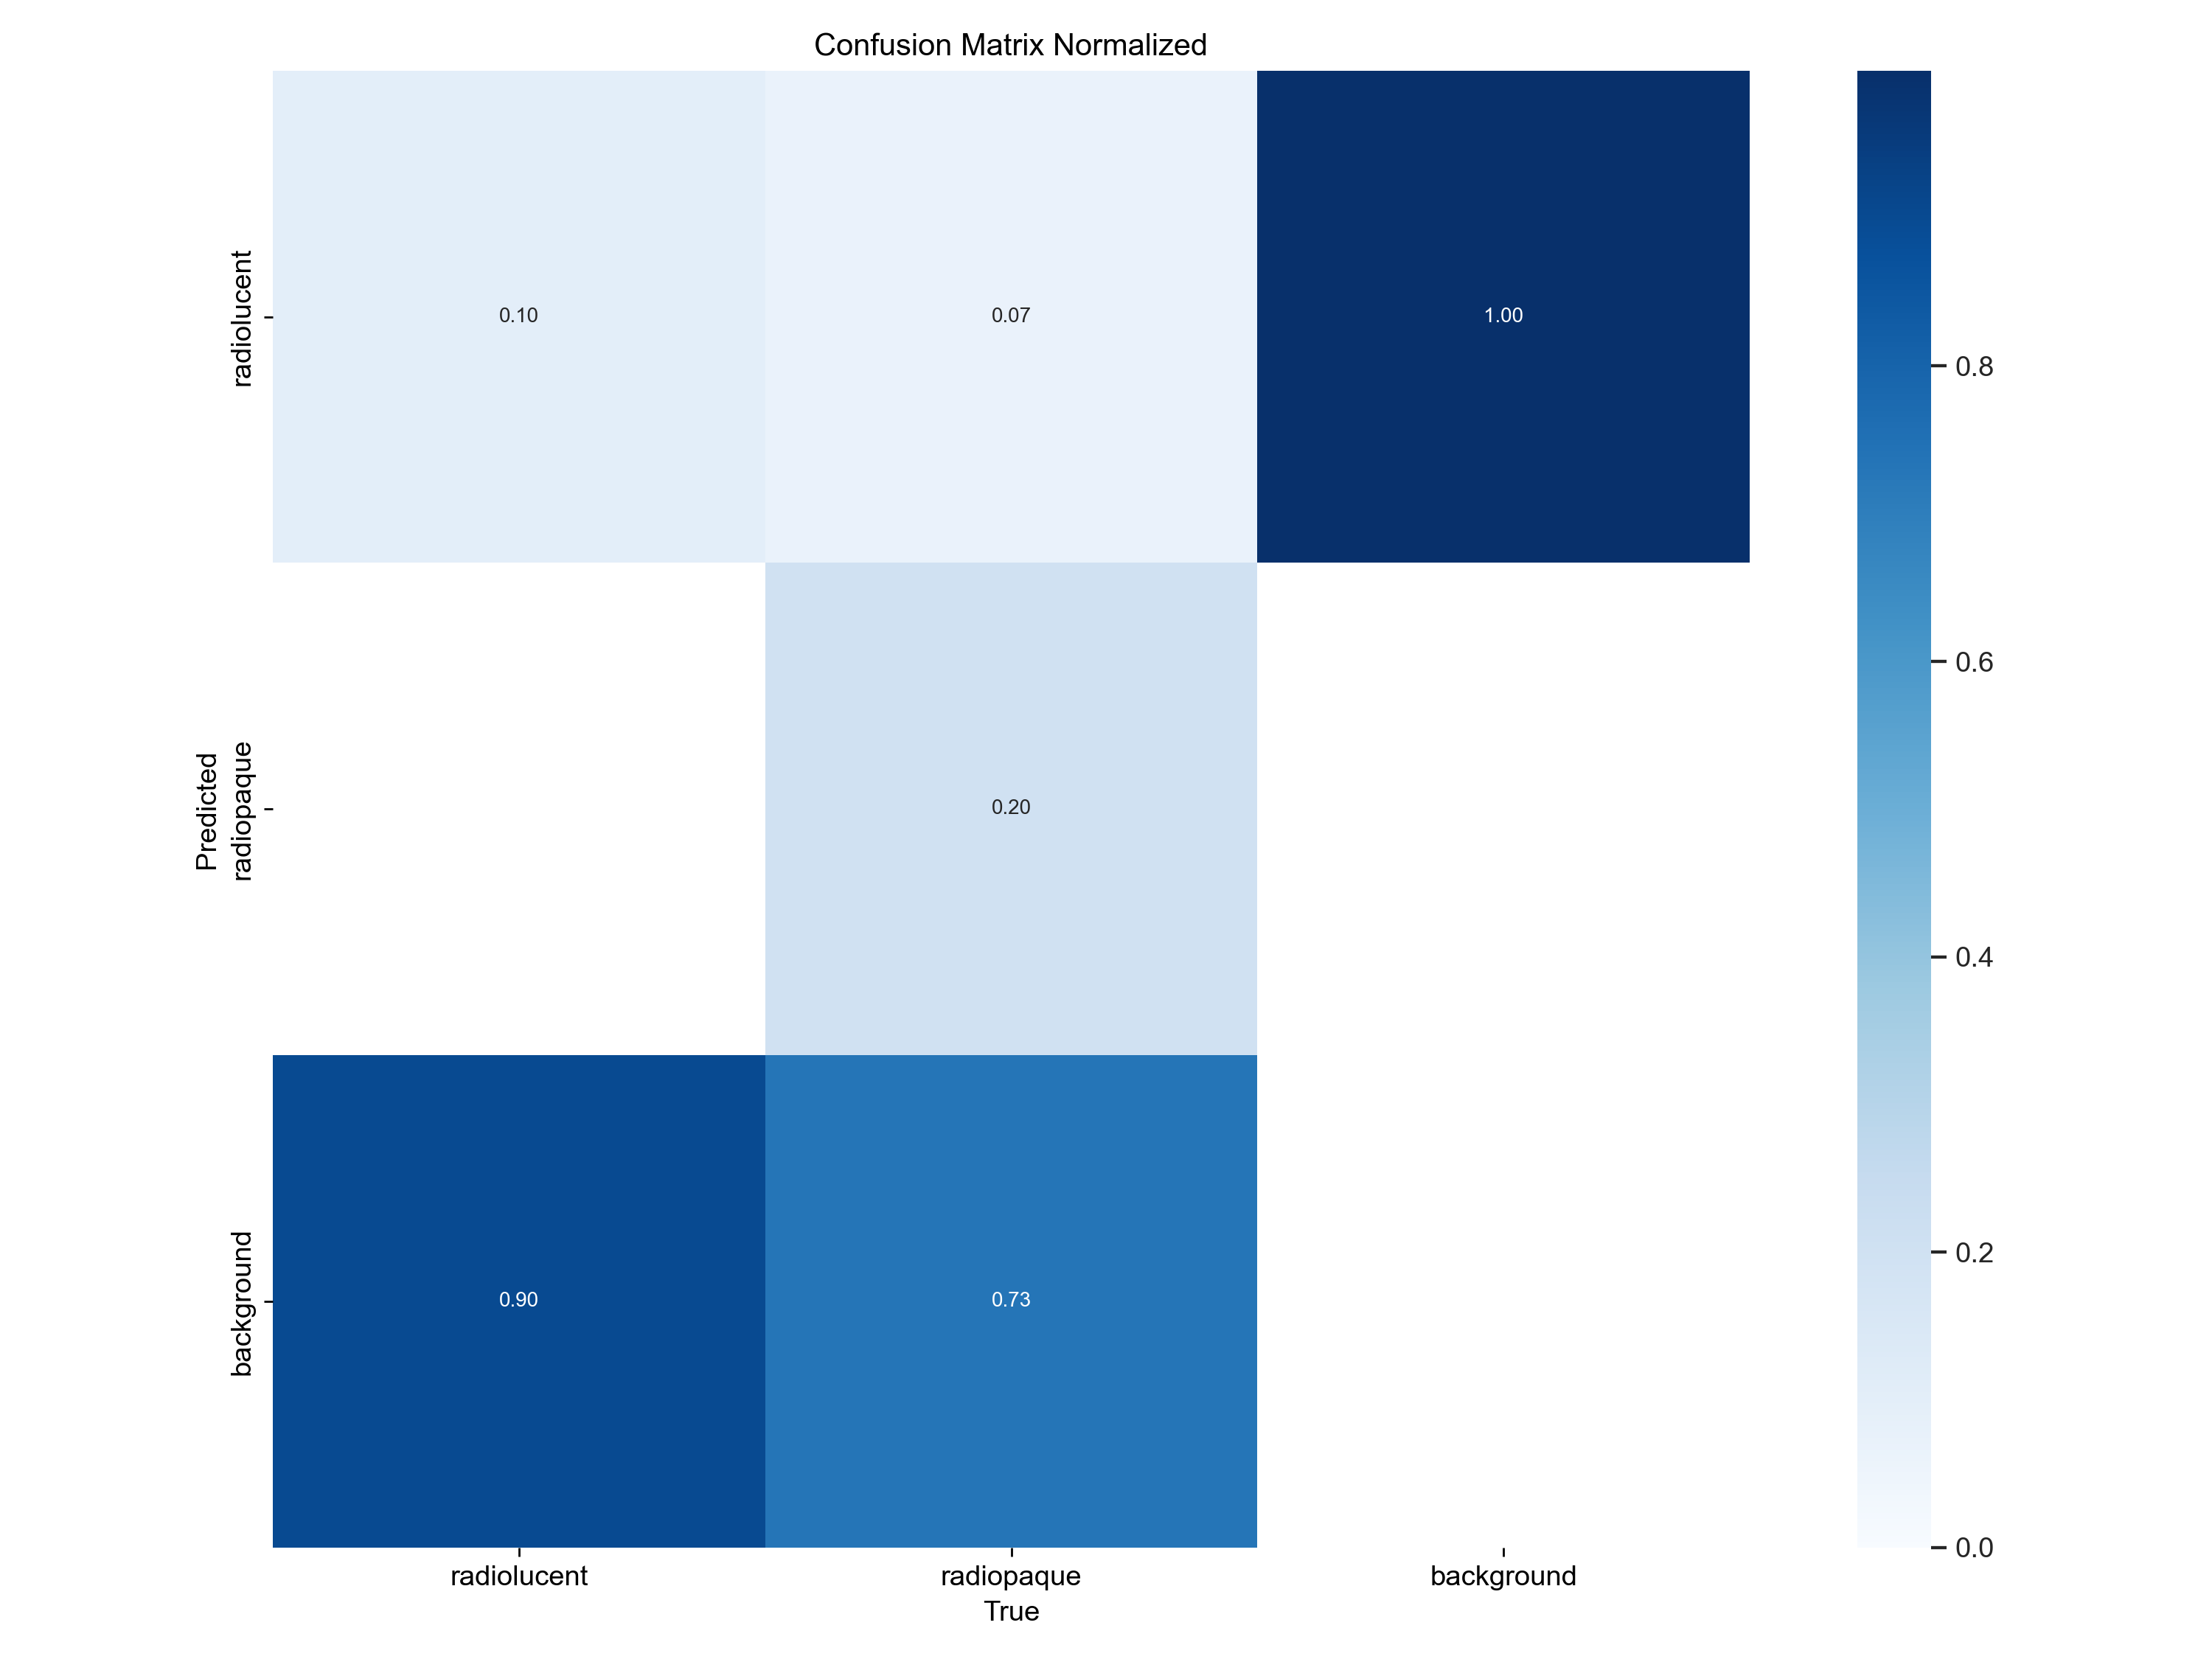 Confusion Matrix Normalized
radiolucent
0.10
0.07
1.00
Predicted
radiopaque
0.20
background
0.90
0.73
radiolucent
radiopaque
background
True
0.8
0.6
0.4
0.2
0.0